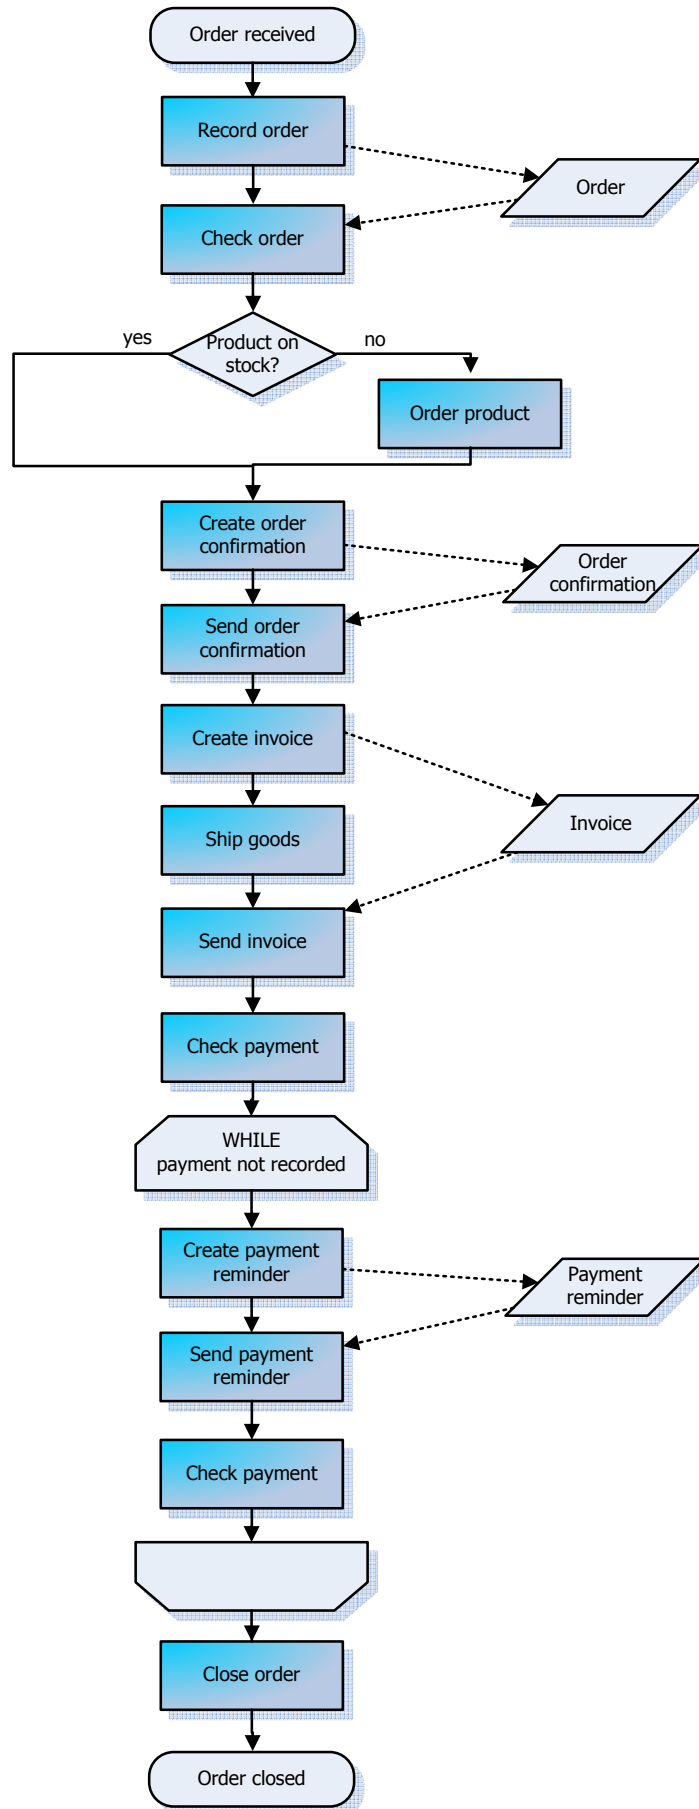 Order received
Record order
Order
Check order
yes
Product on
stock?
no
Order product
Create order
confirmation
Order
confirmation
Send order
confirmation
Create invoice
Invoice
Ship goods
Send invoice
Check payment
WHILE
payment not recorded
Create payment
reminder
Payment
reminder
Send payment
reminder
Check payment
Close order
Order closed